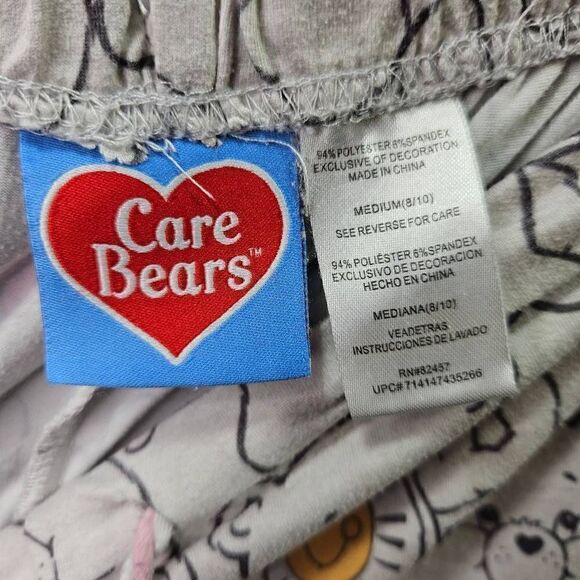 Care
Bears™
94% POLYESTER 6% SPANDEX
EXCLUSIVE OF DECORATION
MADE IN CHINA
MEDIUM(8/10)
SEE REVERSE FOR CARE
94% POLIÉSTER 6% SPANDEX
EXCLUSIVO DE DECORACION
HECHO EN CHINA
MEDIANA(8/10)
VEADETRAS
INSTRUCCIONES DE LAVADO
RN#82457
UPC# 714147435266